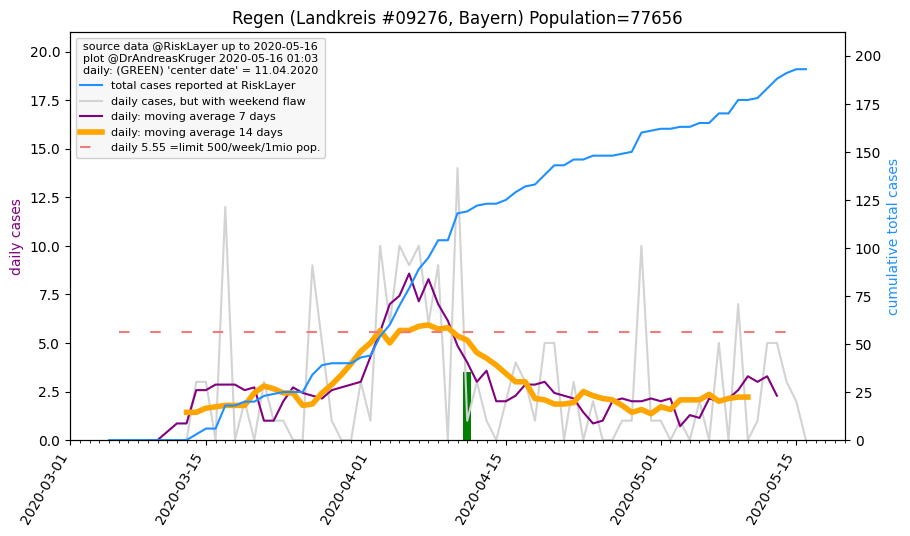 Regen (Landkreis #09276, Bayern) Population=77656
source data @RiskLayer up to 2020-05-16
plot @DrAndreasKruger 2020-05-16 01:03
daily: (GREEN) 'center date' = 11.04.2020
total cases reported at RiskLayer
daily cases, but with weekend flaw
daily: moving average 7 days
daily: moving average 14 days
daily 5.55 =limit 500/week/1mio pop.
daily cases
20.0
17.5
15.0
12.5
10.0
7.5
5.0
2.5
0.0
cumulative total cases
200
175
150
125
100
75
50
25
0
2020-03-01
2020-03-15
2020-04-01
2020-04-15
2020-05-01
2020-05-15